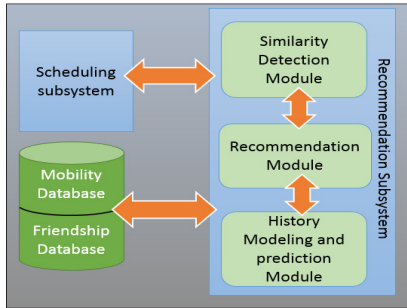 Scheduling
subsystem
Mobility
Database
Friendship
Database
Similarity
Detection
Module
Recommendation
Module
History
Modeling and
prediction
Module
Recommendation Subsystem